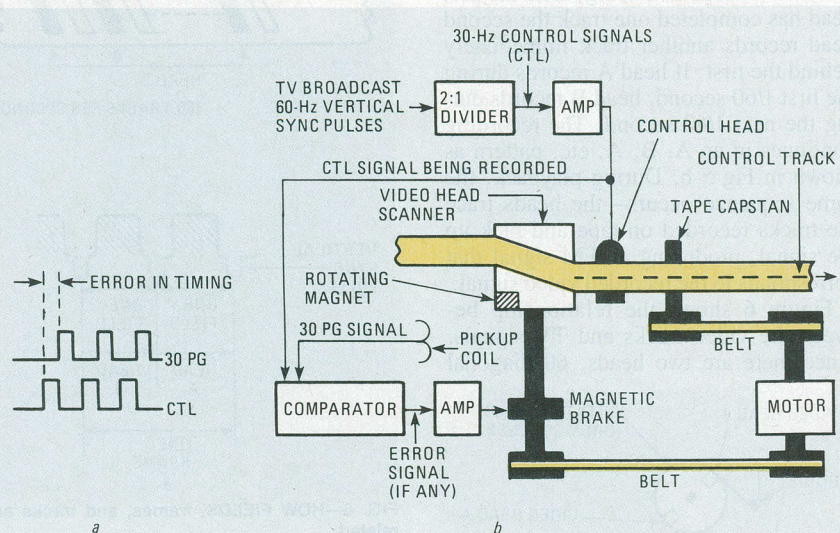 30-Hz CONTROL SIGNALS
(CTL)
TV BROADCAST
60-Hz VERTICAL
SYNC PULSES
2:1
DIVIDER
AMP
CONTROL HEAD
CONTROL TRACK
CTL SIGNAL BEING RECORDED
VIDEO HEAD
SCANNER
TAPE CAPSTAN
ERROR IN TIMING
ROTATING
MAGNET
30 PG SIGNAL
PICKUP
COIL
BELT
30 PG
CTL
COMPARATOR
AMP
MAGNETIC
BRAKE
MOTOR
ERROR
SIGNAL
(IF ANY)
BELT
a
b